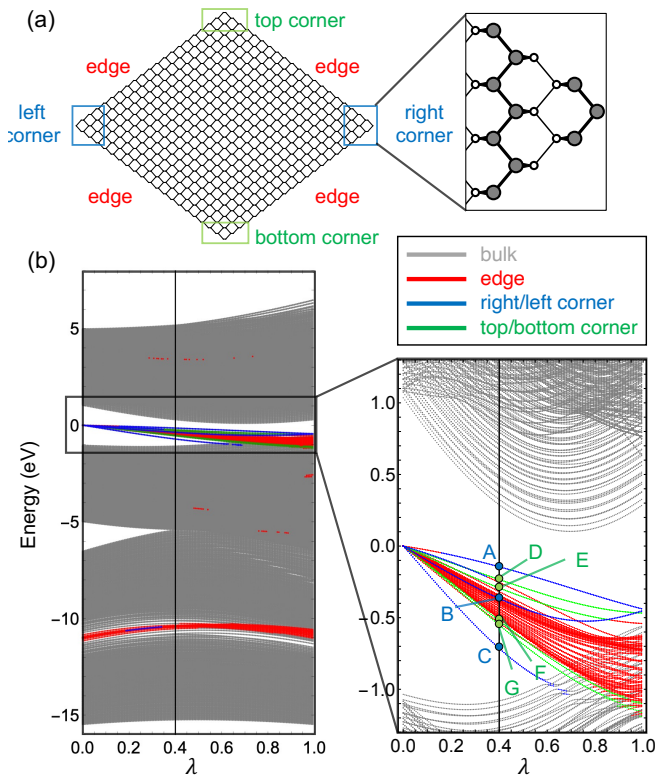 (a)
top corner
edge
edge
left
corner
right
corner
edge
edge
bottom corner
(b)
bulk
edge
right/left corner
top/bottom corner
5
0
−5
−10
−15
Energy (eV)
0.0 0.2 0.4 0.6 0.8 1.0
λ
1.0
0.5
0.0
−0.5
−1.0
A
D
E
B
C
F
G
0.0 0.2 0.4 0.6 0.8 1.0
λ